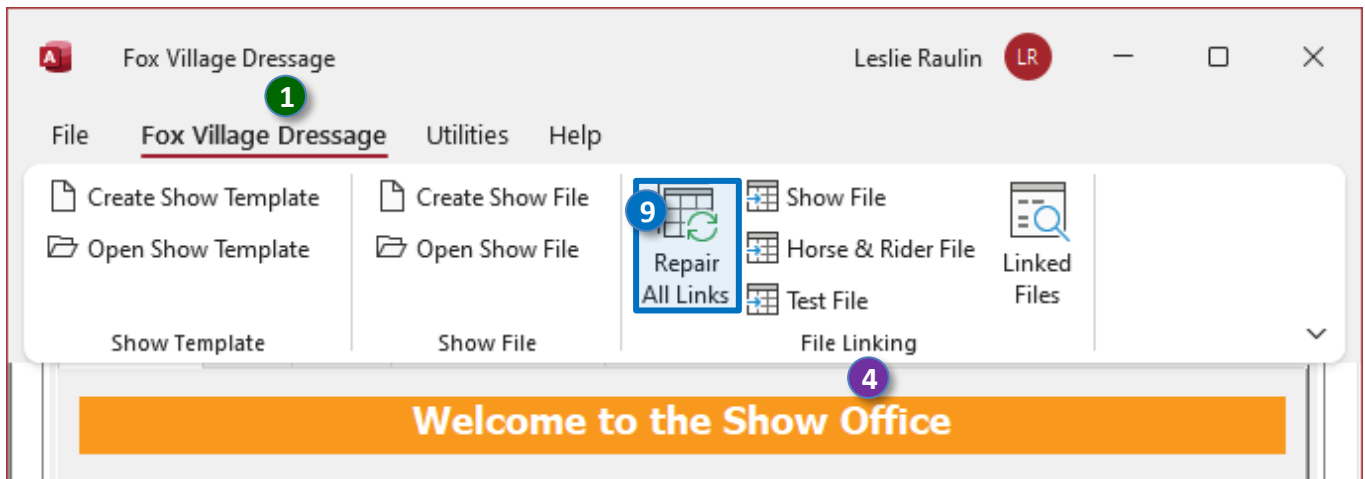 A Fox Village Dressage Leslie Raulin LR
1
File Fox Village Dressage Utilities Help
Create Show Template
Open Show Template
Show Template
Create Show File
Open Show File
Show File
9
Repair
All Links
Show File
Horse & Rider File
Test File
Linked
Files
File Linking
4
Welcome to the Show Office